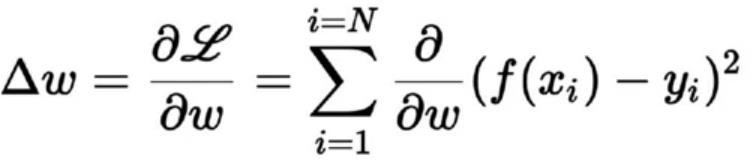 Δw = ∂ℒ/∂w = ∑_{i=1}^{i=N} ∂/∂w (f(x_i) − y_i)^2